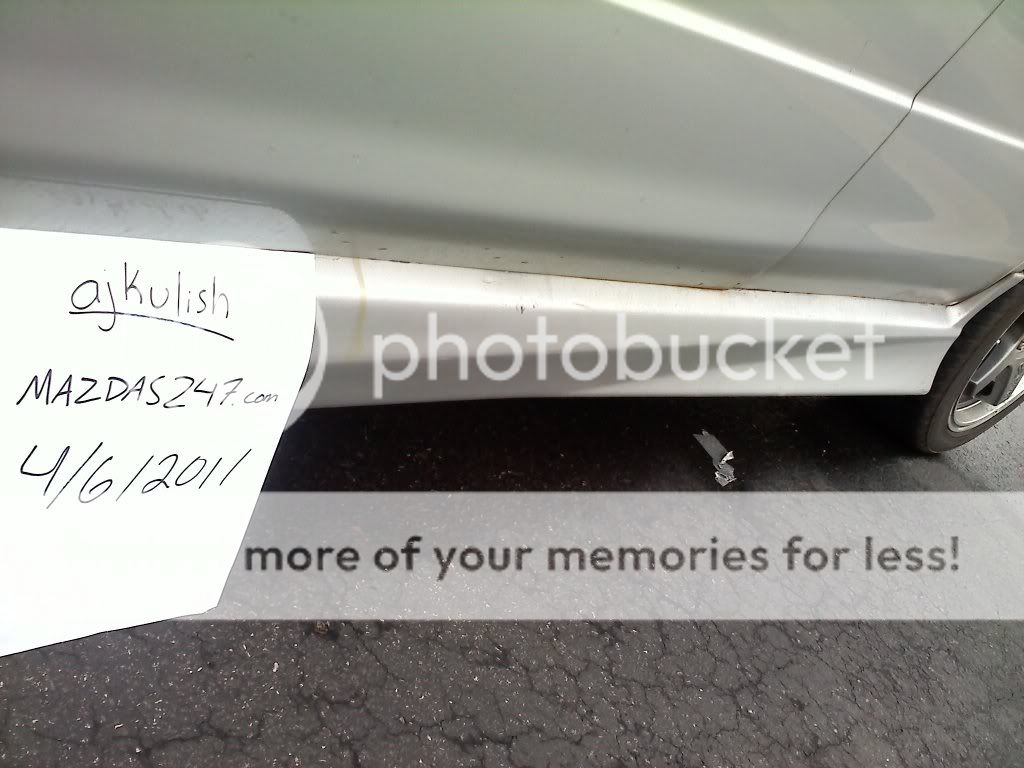 ajkulish
MAZDAS247.com
4/6/2011
photobucket
more of your memories for less!